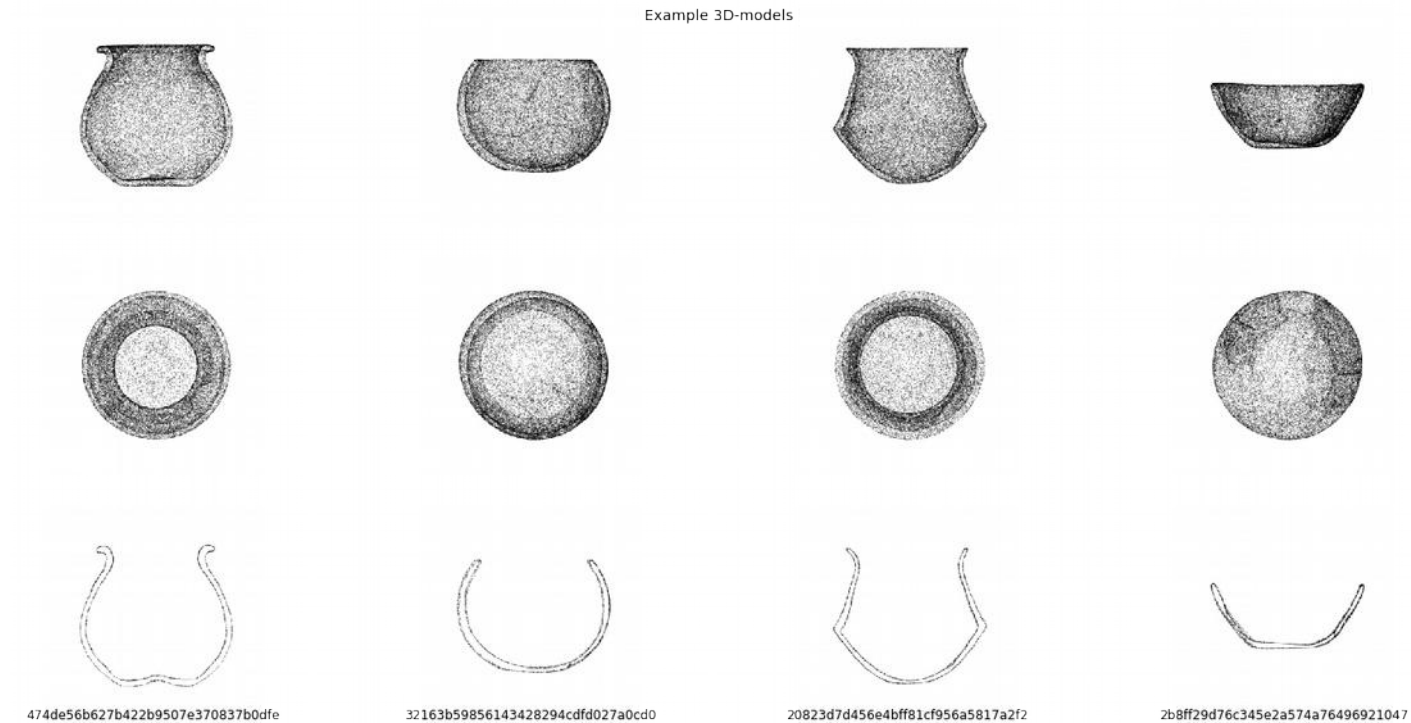 Example 3D-models
474de56b627b422b9507e370837b0dfe
32163b59856143428294cdfd027a0cd0
20823d7d456e4bff81cf956a5817a2f2
2b8ff29d76c345e2a574a76496921047